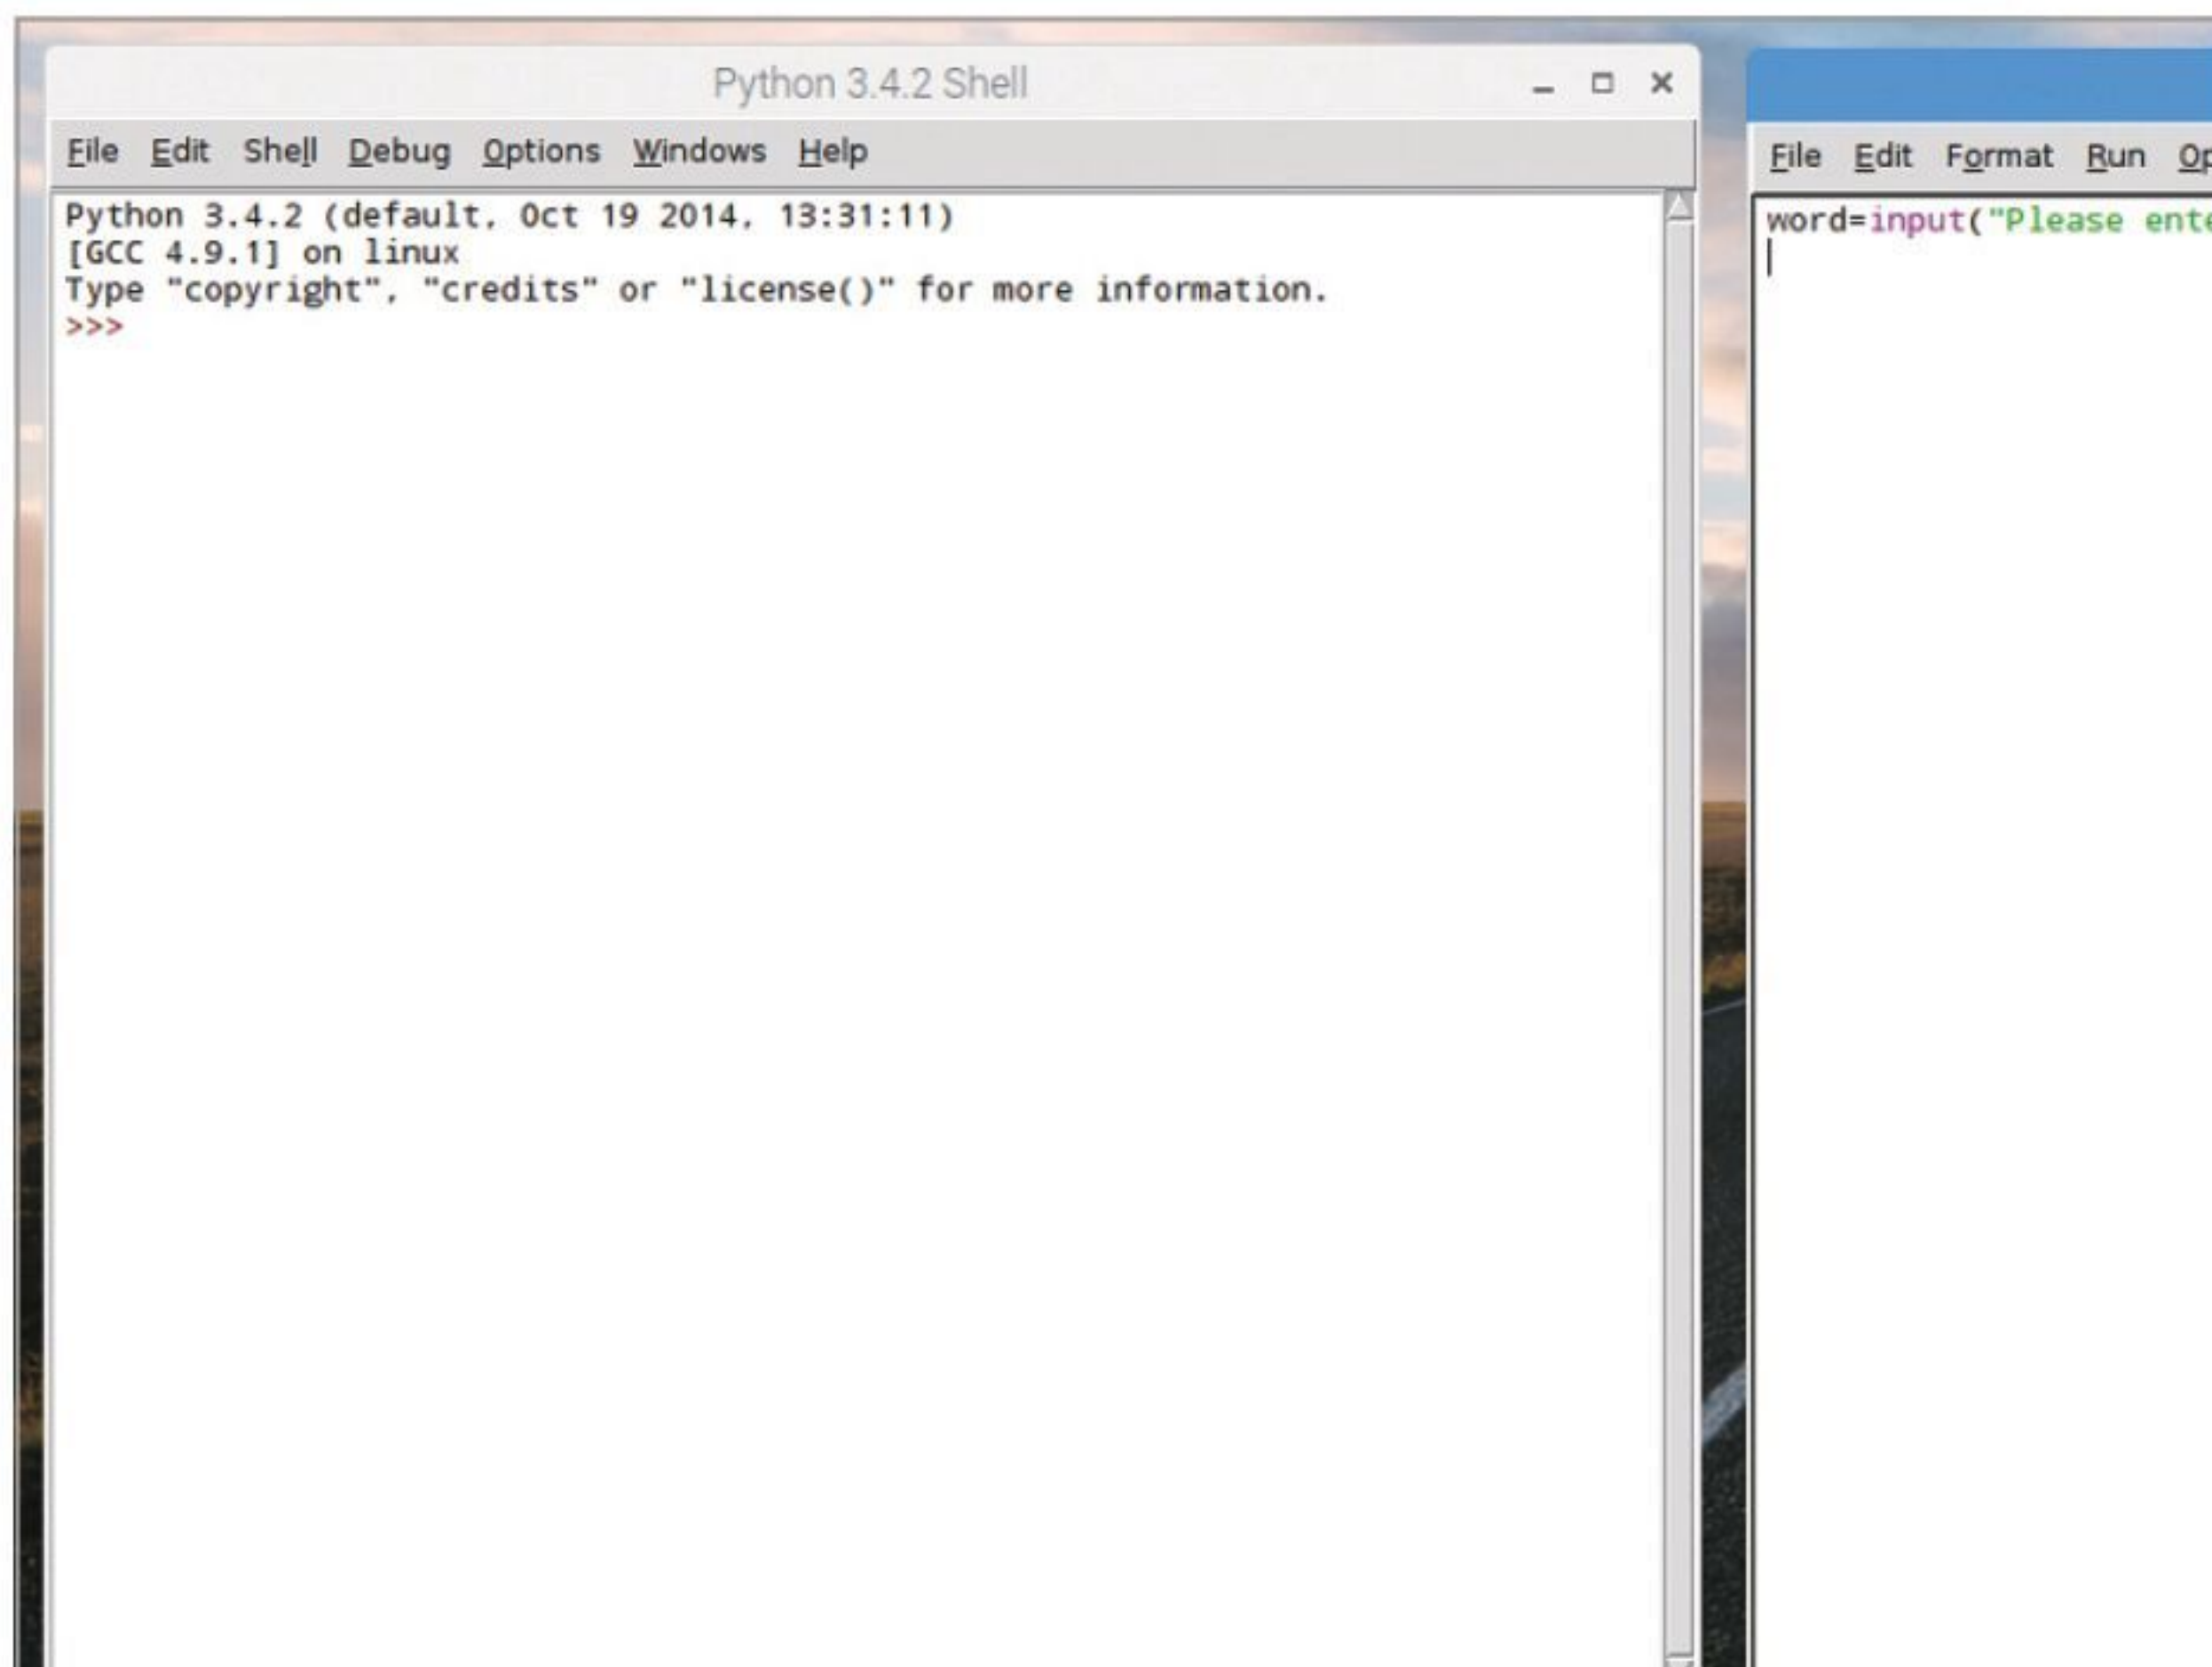 Python 3.4.2 Shell
File Edit Shell Debug Options Windows Help
Python 3.4.2 (default, Oct 19 2014, 13:31:11)
[GCC 4.9.1] on linux
Type "copyright", "credits" or "license()" for more information.
>>>
File Edit Format Run Op
word=input("Please ente